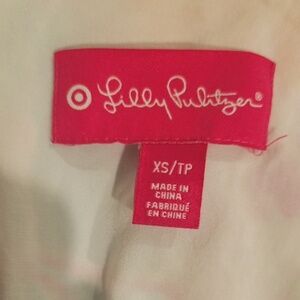 Lilly Pulitzer®
XS/TP
MADE IN
CHINA
FABRIQUÉ
EN CHINE